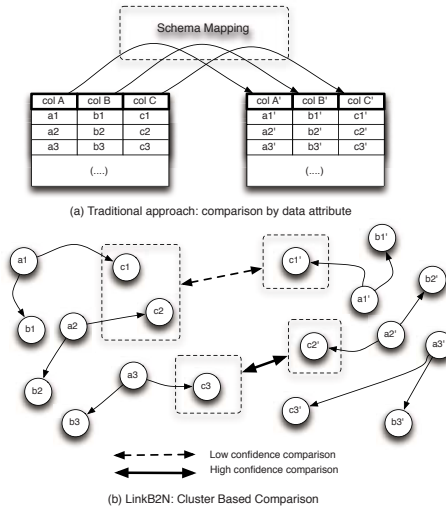 Schema Mapping
col A col B col C col A' col B' col C'
a1 b1 c1 a1' b1' c1'
a2 b2 c2 a2' b2' c2'
a3 b3 c3 a3' b3' c3'
(....) (....)
(a) Traditional approach: comparison by data attribute
b1'
a1 c1 c1'
b2'
a1'
c2
b1 a2 a2'
c2' a3'
a3
b2 c3
c3'
b3 b3'
Low confidence comparison
High confidence comparison
(b) LinkB2N: Cluster Based Comparison